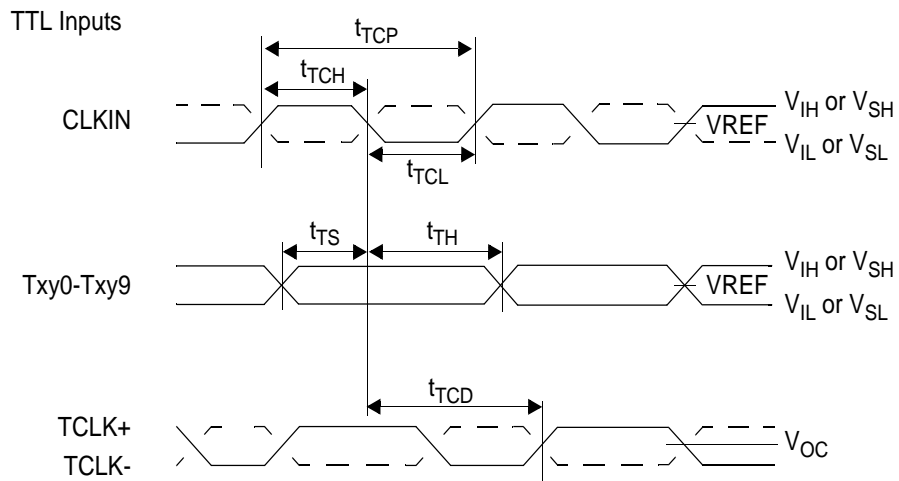 TTL Inputs
tTCP
tTCH
CLKIN
VIH or VSH
VREF
VIL or VSL
tTCL
tTS
tTH
Txy0-Txy9
VIH or VSH
VREF
VIL or VSL
tTCD
TCLK+
VOC
TCLK-